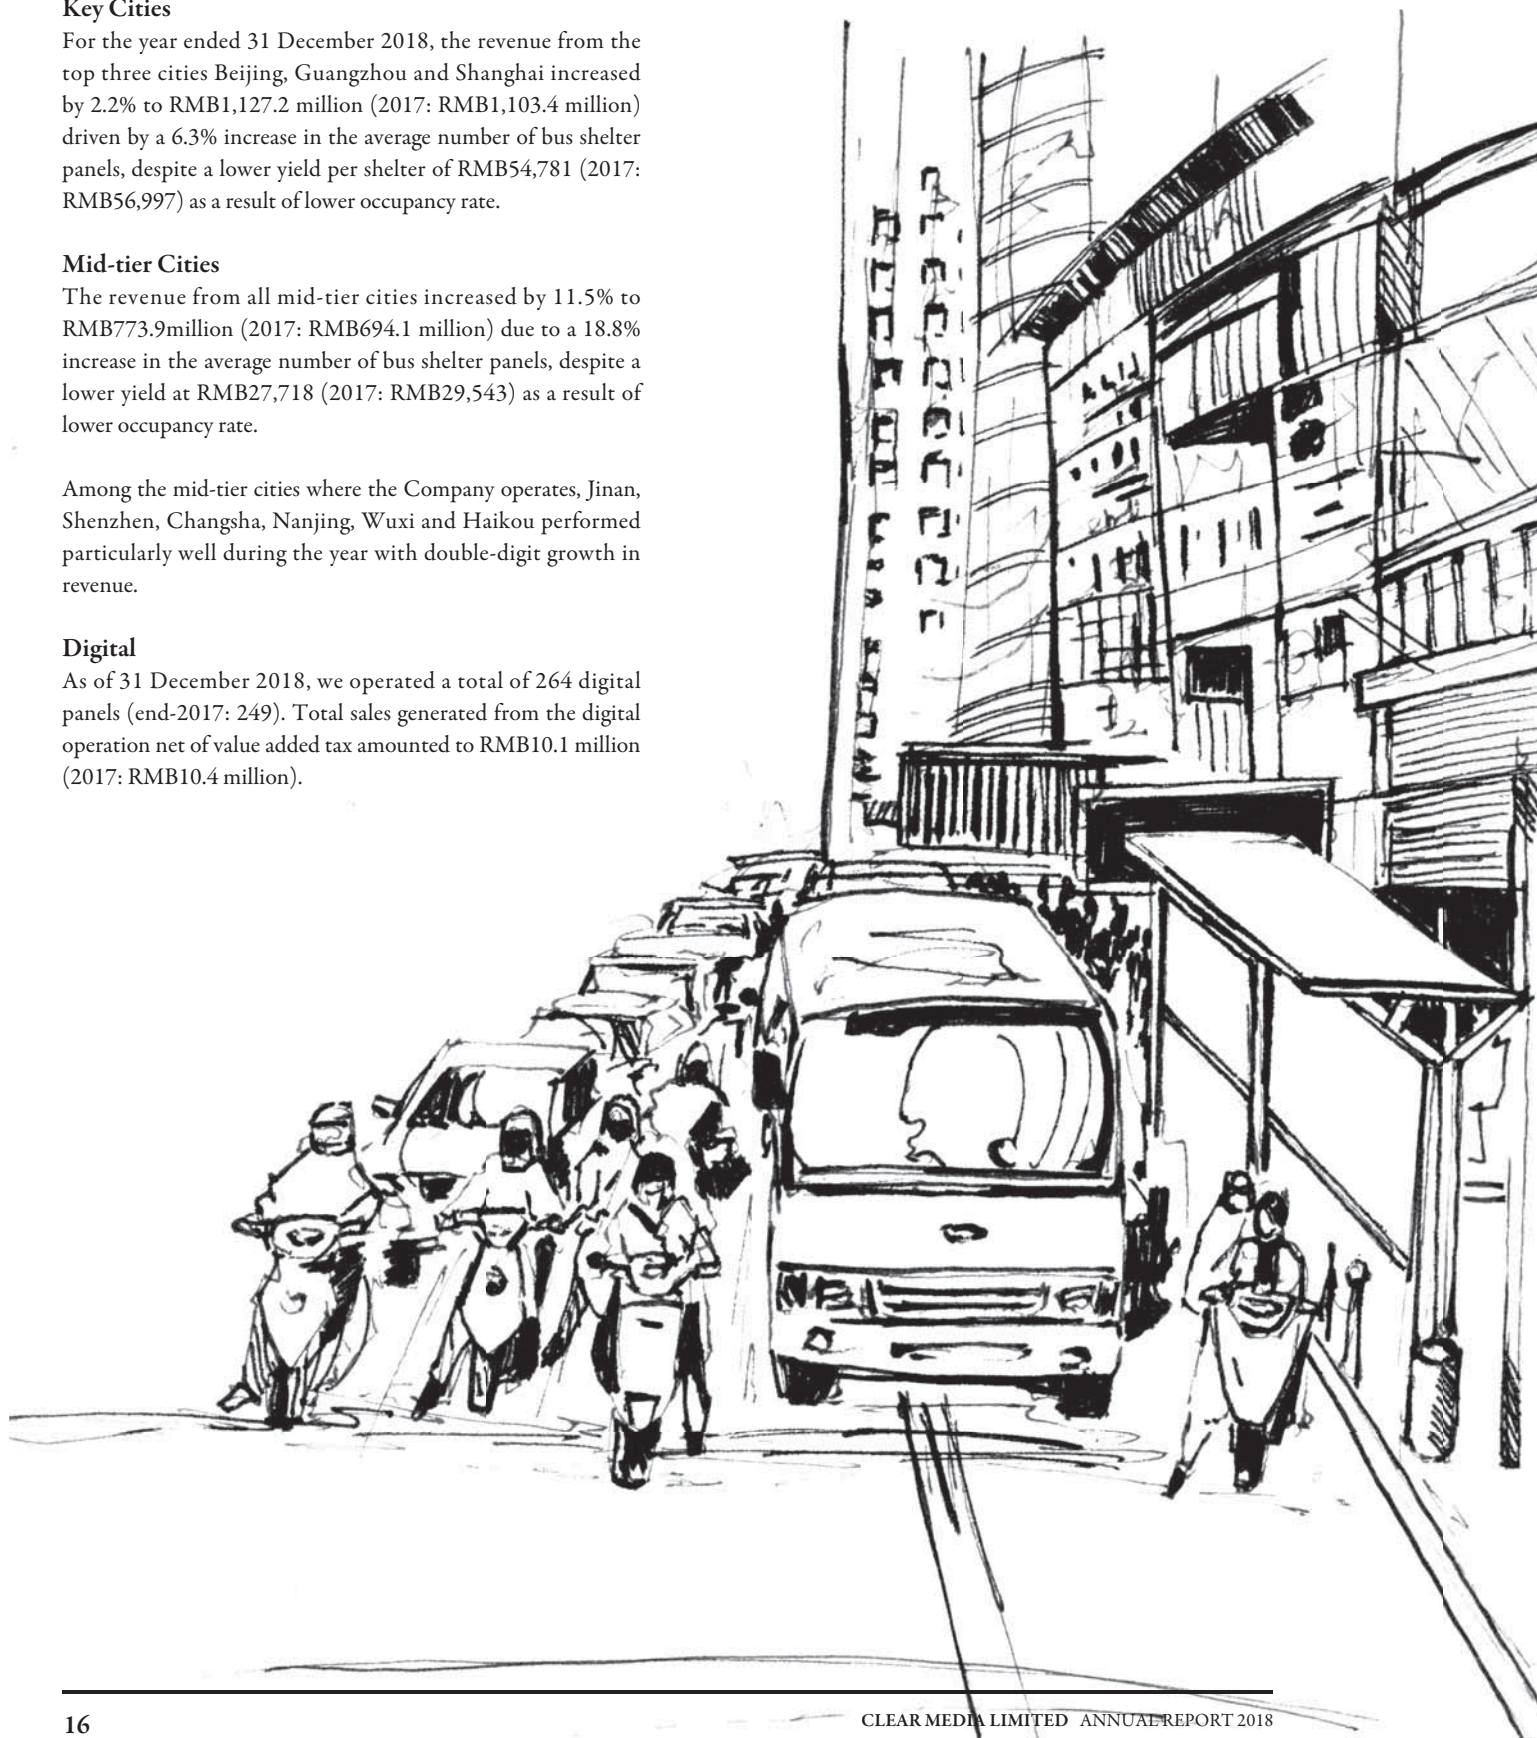 Key Cities
For the year ended 31 December 2018, the revenue from the
top three cities Beijing, Guangzhou and Shanghai increased
by 2.2% to RMB1,127.2 million (2017: RMB1,103.4 million)
driven by a 6.3% increase in the average number of bus shelter
panels, despite a lower yield per shelter of RMB54,781 (2017:
RMB56,997) as a result of lower occupancy rate.
Mid-tier Cities
The revenue from all mid-tier cities increased by 11.5% to
RMB773.9million (2017: RMB694.1 million) due to a 18.8%
increase in the average number of bus shelter panels, despite a
lower yield at RMB27,718 (2017: RMB29,543) as a result of
lower occupancy rate.
Among the mid-tier cities where the Company operates, Jinan,
Shenzhen, Changsha, Nanjing, Wuxi and Haikou performed
particularly well during the year with double-digit growth in
revenue.
Digital
As of 31 December 2018, we operated a total of 264 digital
panels (end-2017: 249). Total sales generated from the digital
operation net of value added tax amounted to RMB10.1 million
(2017: RMB10.4 million).
16
CLEAR MEDIA LIMITED ANNUAL REPORT 2018